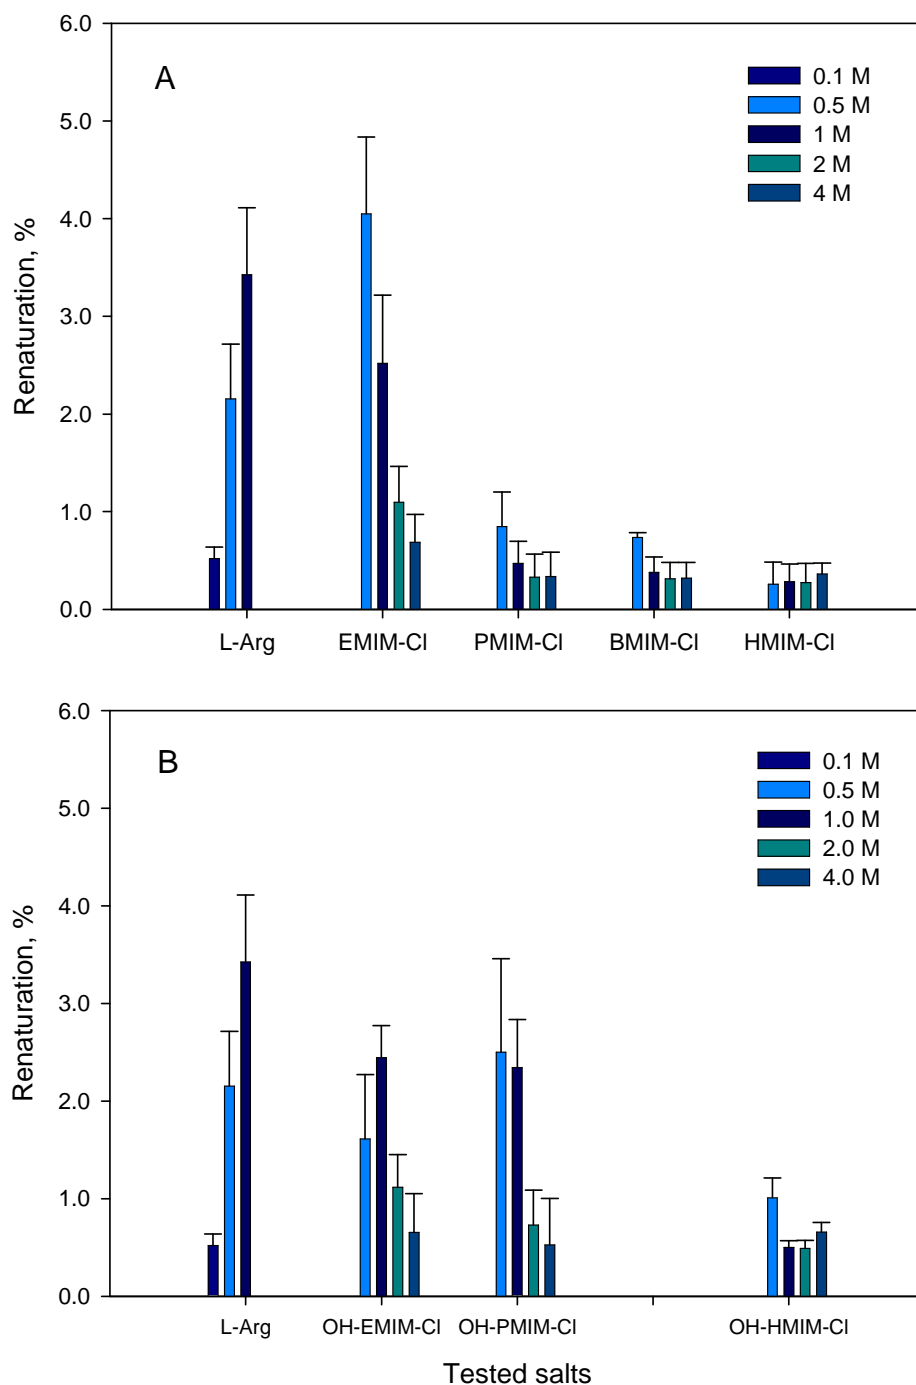 6.0
A
0.1 M
0.5 M
5.0
1 M
2 M
4 M
4.0
Renaturation, %
3.0
2.0
1.0
0.0
L-Arg EMIM-Cl PMIM-Cl BMIM-Cl HMIM-Cl
6.0
B
0.1 M
0.5 M
5.0
1.0 M
2.0 M
4.0 M
4.0
Renaturation, %
3.0
2.0
1.0
0.0
L-Arg OH-EMIM-Cl OH-PMIM-Cl OH-HMIM-Cl
Tested salts